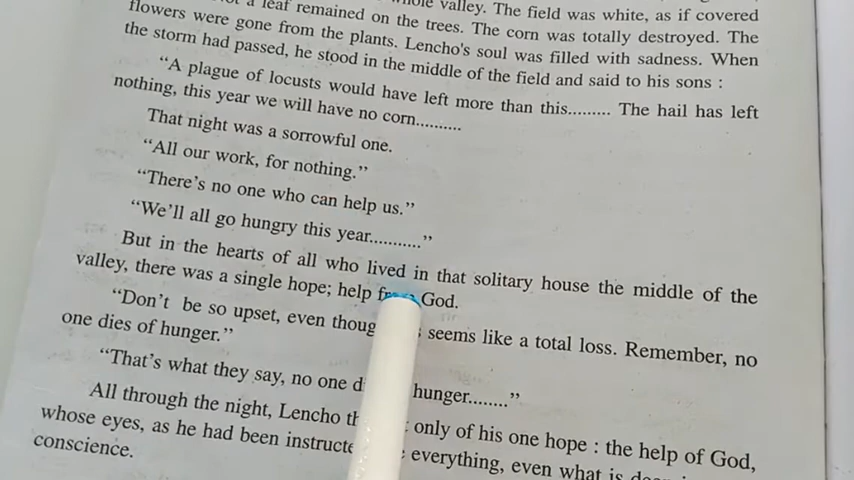 a leaf remained on the trees. The corn was totally destroyed. The
whole valley. The field was white, as if covered
flowers were gone from the plants. Lencho's soul was filled with sadness. When
the storm had passed, he stood in the middle of the field and said to his sons :
“A plague of locusts would have left more than this......... The hail has left
nothing, this year we will have no corn..........
That night was a sorrowful one.
“All our work, for nothing.”
“There's no one who can help us.”
“We'll all go hungry this year...........”
But in the hearts of all who lived in that solitary house the middle of the
valley, there was a single hope; help God.
“Don't be so upset, even seems like a total loss. Remember, no
one dies of hunger.”
“That's what they say, no one hunger........”
All through the night, Lencho only of his one hope : the help of God,
whose eyes, as he had been everything, even what is
conscience.